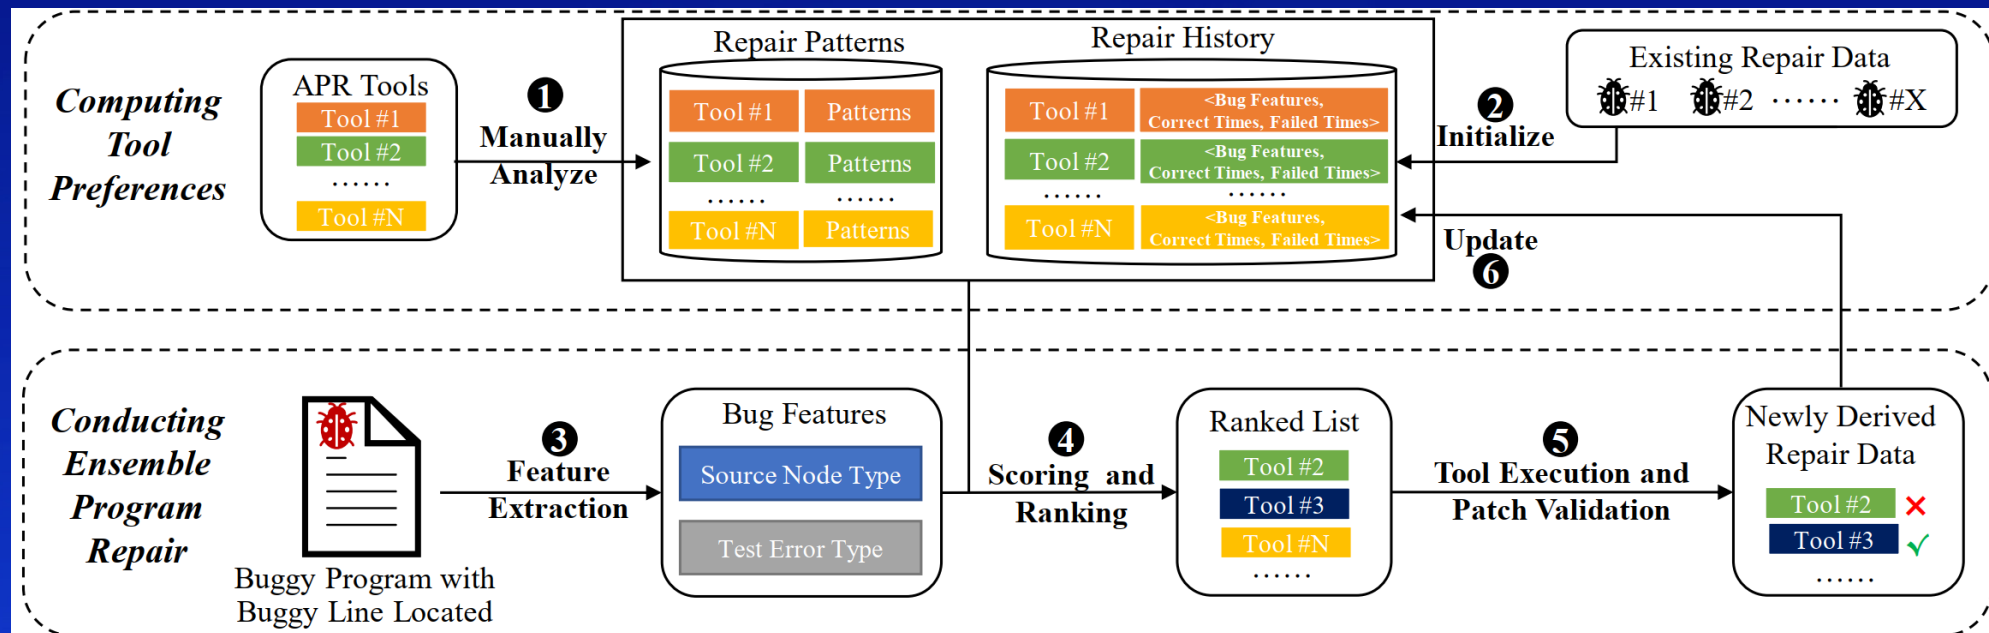 Computing
Tool
Preferences
APR Tools
Tool #1
Tool #2
······
Tool #N
1
Manually
Analyze
Repair Patterns
Tool #1 Patterns
Tool #2 Patterns
······ ······
Tool #N Patterns
Repair History
Tool #1 <Bug Features,
Correct Times, Failed Times>
Tool #2 <Bug Features,
Correct Times, Failed Times>
······ ······
Tool #N <Bug Features,
Correct Times, Failed Times>
2
Initialize
Existing Repair Data
#1 #2 ······ #X
Update
6
Conducting
Ensemble
Program
Repair
Buggy Program with
Buggy Line Located
3
Feature
Extraction
Bug Features
Source Node Type
Test Error Type
4
Scoring and
Ranking
Ranked List
Tool #2
Tool #3
Tool #N
······
5
Tool Execution and
Patch Validation
Newly Derived
Repair Data
Tool #2 ×
Tool #3 √
······